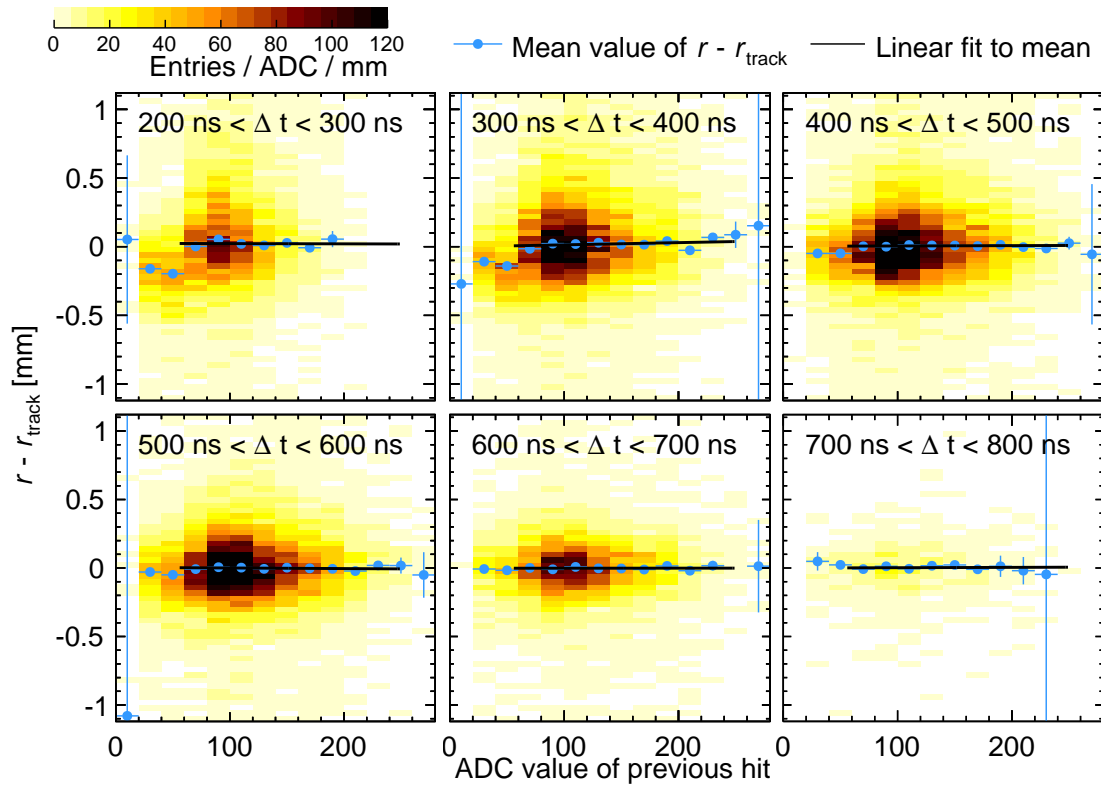 0 20 40 60 80 100 120
Entries / ADC / mm
Mean value of r - r_track
Linear fit to mean
200 ns < Δ t < 300 ns
300 ns < Δ t < 400 ns
400 ns < Δ t < 500 ns
1
0.5
0
-0.5
-1
500 ns < Δ t < 600 ns
600 ns < Δ t < 700 ns
700 ns < Δ t < 800 ns
1
0.5
0
-0.5
-1
r - r_track [mm]
0 100 200
0 100 200
0 100 200
ADC value of previous hit